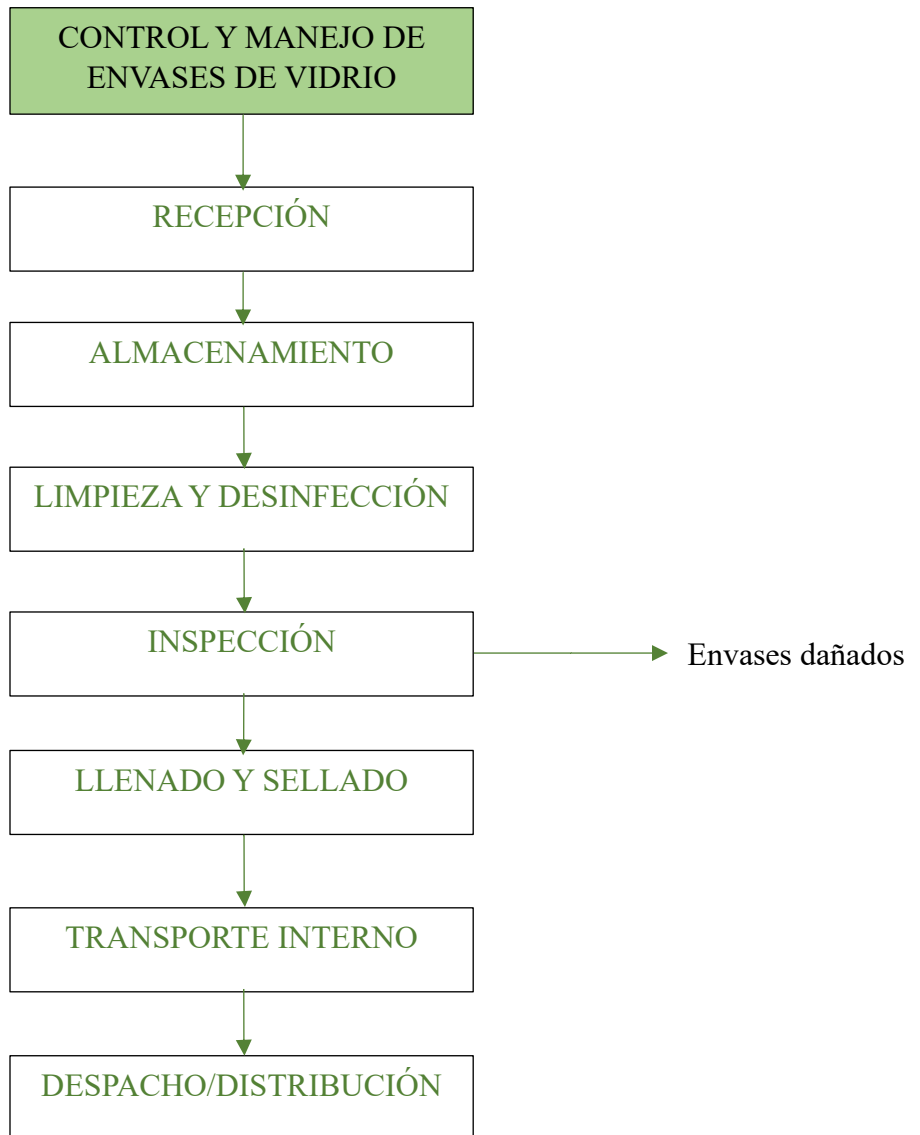 CONTROL Y MANEJO DE
ENVASES DE VIDRIO
RECEPCIÓN
ALMACENAMIENTO
LIMPIEZA Y DESINFECCIÓN
INSPECCIÓN
Envases dañados
LLENADO Y SELLADO
TRANSPORTE INTERNO
DESPACHO/DISTRIBUCIÓN